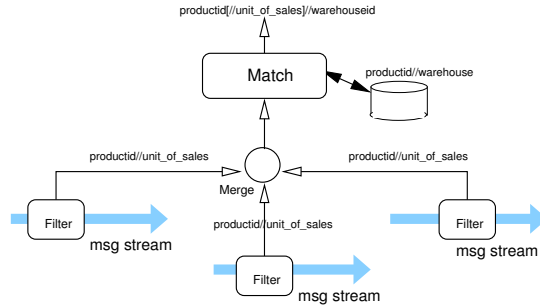 productid[//unit_of_sales]//warehouseid
Match
productid//warehouse
productid//unit_of_sales
productid//unit_of_sales
Merge
Filter
msg stream
productid//unit_of_sales
Filter
msg stream
Filter
msg stream